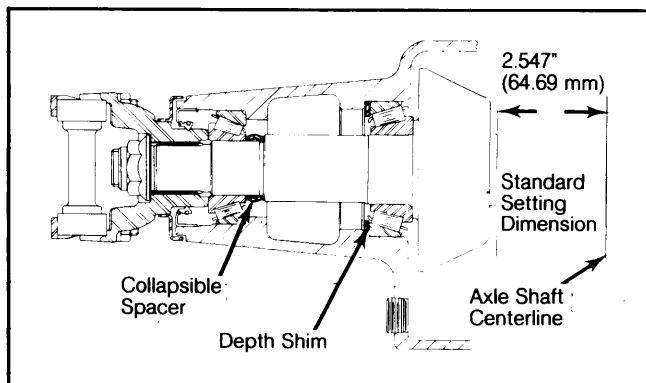 2.547"
(64.69 mm)
Standard
Setting
Dimension
Collapsible
Spacer
Depth Shim
Axle Shaft
Centerline